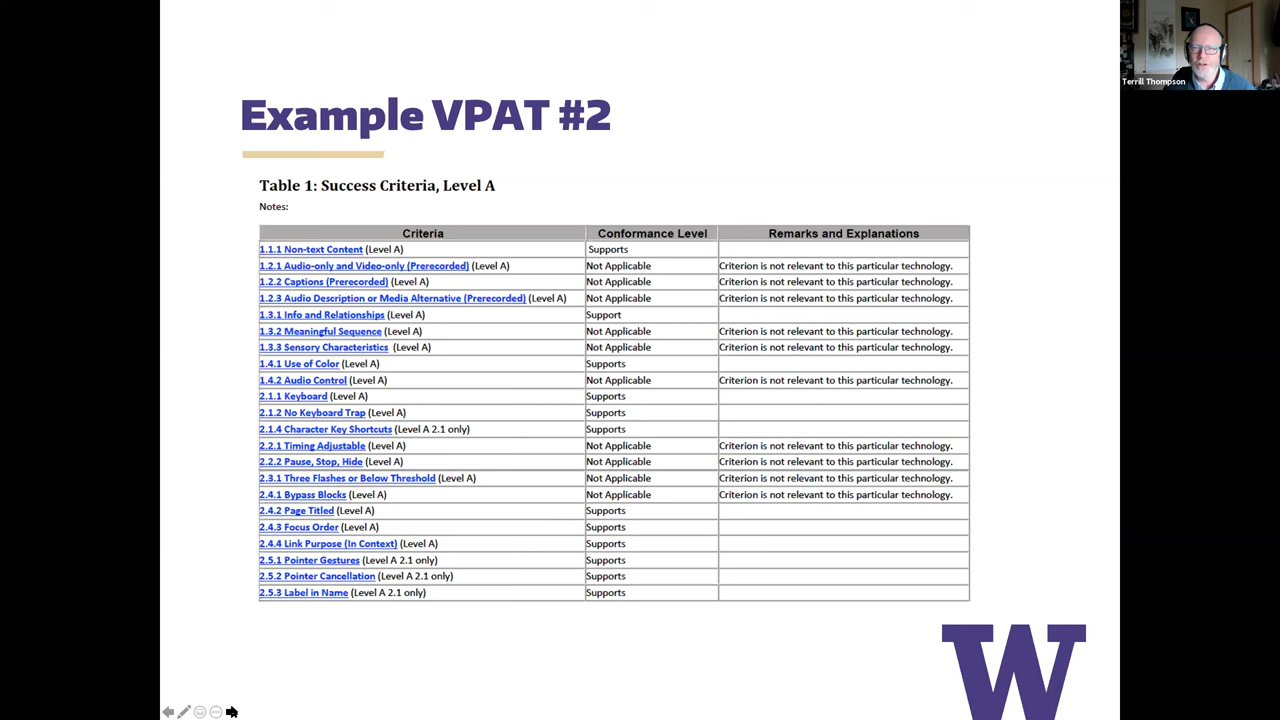 Terrill Thompson
Example VPAT #2
Table 1: Success Criteria, Level A
Notes:
Criteria Conformance Level Remarks and Explanations
1.1.1 Non-text Content (Level A) Supports
1.2.1 Audio-only and Video-only (Prerecorded) (Level A) Not Applicable Criterion is not relevant to this particular technology.
1.2.2 Captions (Prerecorded) (Level A) Not Applicable Criterion is not relevant to this particular technology.
1.2.3 Audio Description or Media Alternative (Prerecorded) (Level A) Not Applicable Criterion is not relevant to this particular technology.
1.3.1 Info and Relationships (Level A) Support
1.3.2 Meaningful Sequence (Level A) Not Applicable Criterion is not relevant to this particular technology.
1.3.3 Sensory Characteristics (Level A) Not Applicable Criterion is not relevant to this particular technology.
1.4.1 Use of Color (Level A) Supports
1.4.2 Audio Control (Level A) Not Applicable Criterion is not relevant to this particular technology.
2.1.1 Keyboard (Level A) Supports
2.1.2 No Keyboard Trap (Level A) Supports
2.1.4 Character Key Shortcuts (Level A 2.1 only) Supports
2.2.1 Timing Adjustable (Level A) Not Applicable Criterion is not relevant to this particular technology.
2.2.2 Pause, Stop, Hide (Level A) Not Applicable Criterion is not relevant to this particular technology.
2.3.1 Three Flashes or Below Threshold (Level A) Not Applicable Criterion is not relevant to this particular technology.
2.4.1 Bypass Blocks (Level A) Not Applicable Criterion is not relevant to this particular technology.
2.4.2 Page Titled (Level A) Supports
2.4.3 Focus Order (Level A) Supports
2.4.4 Link Purpose (In Context) (Level A) Supports
2.5.1 Pointer Gestures (Level A 2.1 only) Supports
2.5.2 Pointer Cancellation (Level A 2.1 only) Supports
2.5.3 Label in Name (Level A 2.1 only) Supports
W